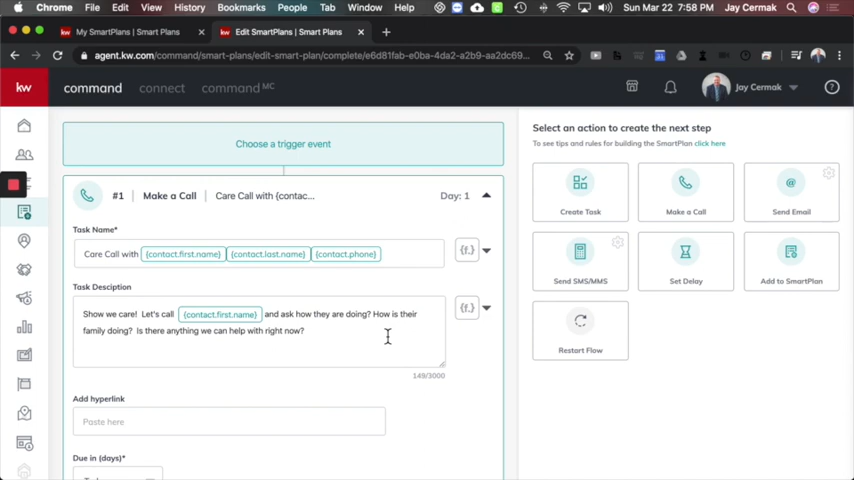 Chrome File Edit View History Bookmarks People Tab Window Help Sun Mar 22 7:58 PM Jay Cermak
My SmartPlans | Smart Plans
Edit SmartPlans | Smart Plans
agent.kw.com/command/smart-plans/edit-smart-plan/complete/e6d81fab-e0ba-4da2-a2b9-aa26dc69...
kw
command connect command MC
Jay Cermak
Choose a trigger event
#1 Make a Call Care Call with {contac... Day: 1
Task Name*
Care Call with {contact.first.name} {contact.last.name} {contact.phone}
{f.}
Task Desciption
Show we care! Let's call {contact.first.name} and ask how they are doing? How is their
family doing? Is there anything we can help with right now?
{f.}
149/3000
Add hyperlink
Paste here
Due in (days)*
Select an action to create the next step
To see tips and rules for building the SmartPlan click here
Create Task
Make a Call
Send Email
Send SMS/MMS
Set Delay
Add to SmartPlan
Restart Flow